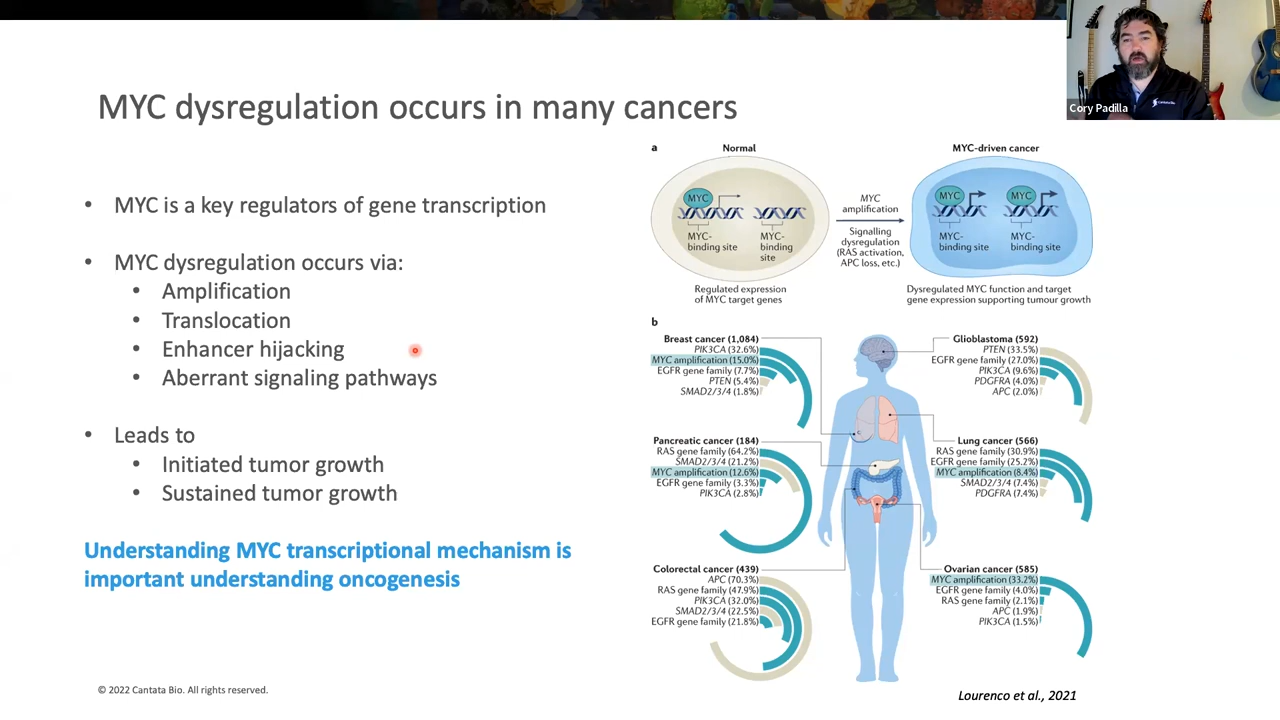 Cory Padilla
CantataBio
MYC dysregulation occurs in many cancers
• MYC is a key regulators of gene transcription
• MYC dysregulation occurs via:
• Amplification
• Translocation
• Enhancer hijacking
• Aberrant signaling pathways
• Leads to
• Initiated tumor growth
• Sustained tumor growth
Understanding MYC transcriptional mechanism is
important understanding oncogenesis
© 2022 Cantata Bio. All rights reserved.
a
Normal
MYC
MYC-
binding site
MYC-
binding
site
Regulated expression
of MYC target genes
MYC
amplification
Signalling
dysregulation
(RAS activation,
APC loss, etc.)
MYC-driven cancer
MYC
MYC
MYC-
binding site
MYC-
binding site
Dysregulated MYC function and target
gene expression supporting tumour growth
b
Breast cancer (1,084)
PIK3CA (32.6%)
MYC amplification (15.0%)
EGFR gene family (7.7%)
PTEN (5.4%)
SMAD2/3/4 (1.8%)
Glioblastoma (592)
PTEN (33.5%)
EGFR gene family (27.0%)
PIK3CA (9.6%)
PDGFRA (4.0%)
APC (2.0%)
Pancreatic cancer (184)
RAS gene family (64.2%)
SMAD2/3/4 (21.2%)
MYC amplification (12.6%)
EGFR gene family (3.3%)
PIK3CA (2.8%)
Lung cancer (566)
RAS gene family (30.9%)
EGFR gene family (25.2%)
MYC amplification (8.4%)
SMAD2/3/4 (7.4%)
PDGFRA (7.4%)
Colorectal cancer (439)
APC (70.3%)
RAS gene family (47.9%)
PIK3CA (32.0%)
SMAD2/3/4 (22.5%)
EGFR gene family (21.8%)
Ovarian cancer (585)
MYC amplification (33.2%)
EGFR gene family (4.0%)
RAS gene family (2.1%)
APC (1.9%)
PIK3CA (1.5%)
Lourenco et al., 2021